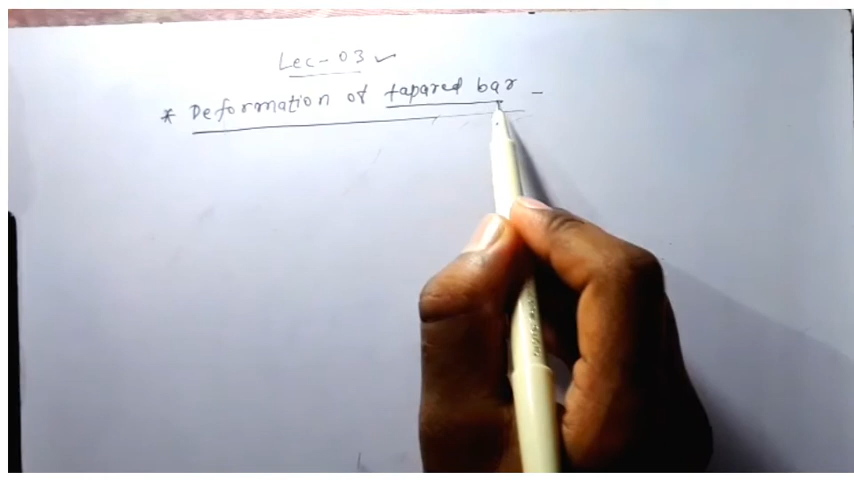 Lec-03 ✓
* Deformation of tapared bar -